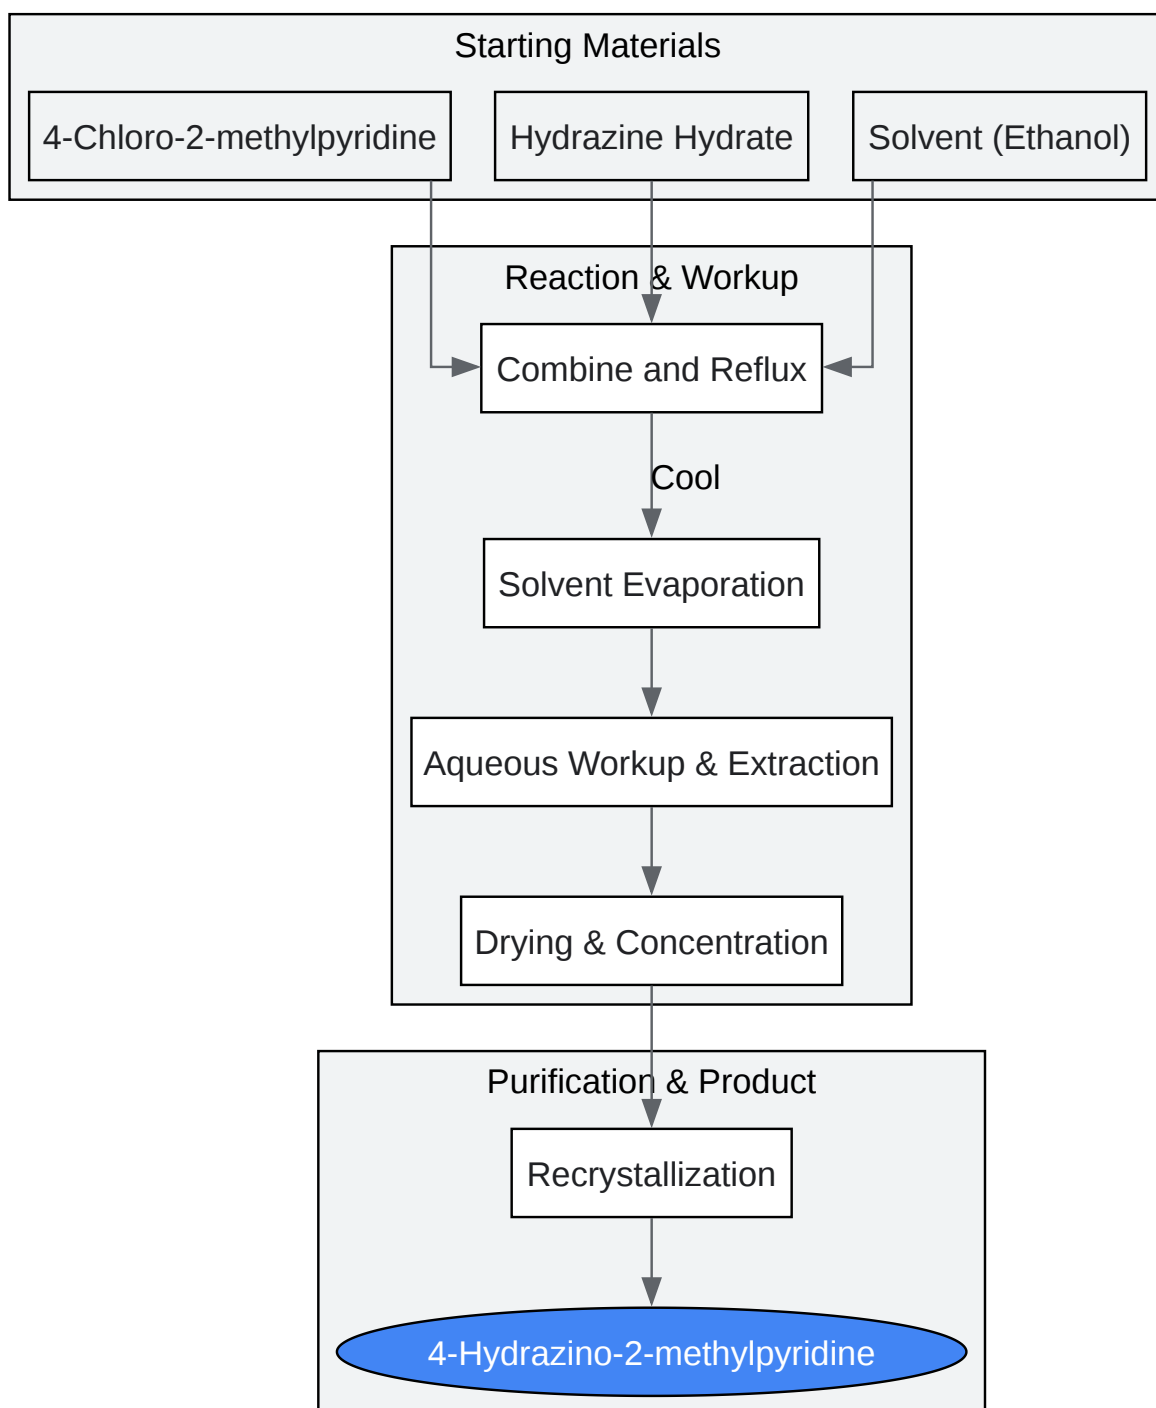 Starting Materials
4-Chloro-2-methylpyridine
Hydrazine Hydrate
Solvent (Ethanol)
Reaction & Workup
Combine and Reflux
Cool
Solvent Evaporation
Aqueous Workup & Extraction
Drying & Concentration
Purification & Product
Recrystallization
4-Hydrazino-2-methylpyridine